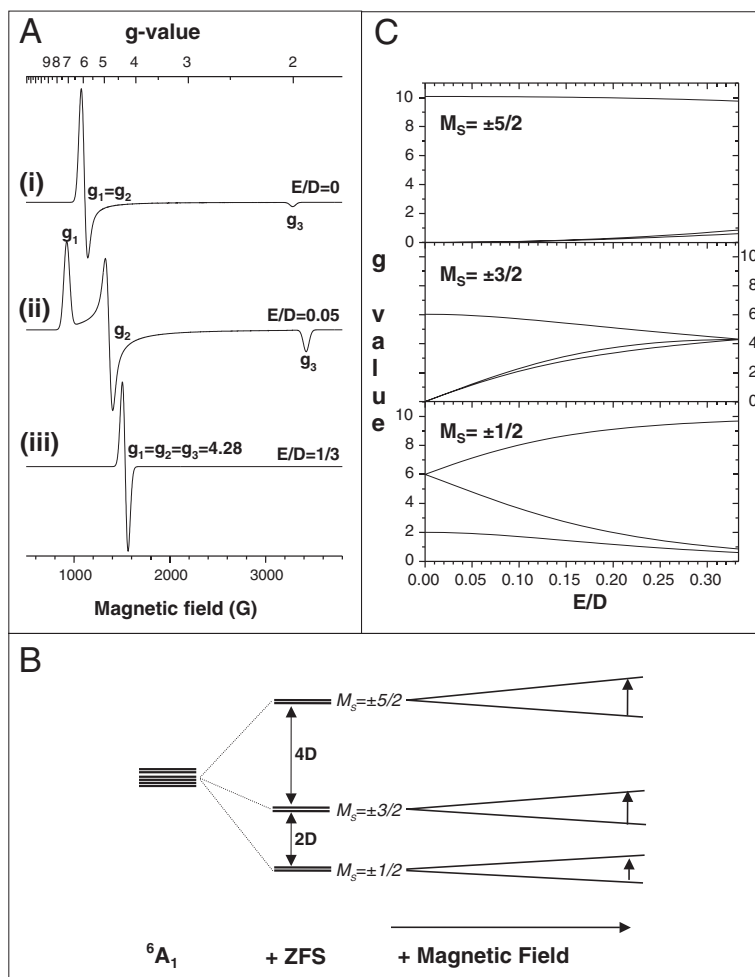 A
g-value
9 8 7 6 5 4 3 2
(i)
g1=g2
E/D=0
g3
g1
(ii)
E/D=0.05
g2
g3
(iii)
g1=g2=g3=4.28
E/D=1/3
1000 2000 3000
Magnetic field (G)
C
10
8
6
4
2
0
MS= ±5/2
10
8
6
4
2
0
MS= ±3/2
g value
10
8
6
4
2
0
MS= ±1/2
0.00 0.05 0.10 0.15 0.20 0.25 0.30
E/D
B
Ms=±5/2
4D
Ms=±3/2
2D
Ms=±1/2
6A1
+ ZFS
+ Magnetic Field